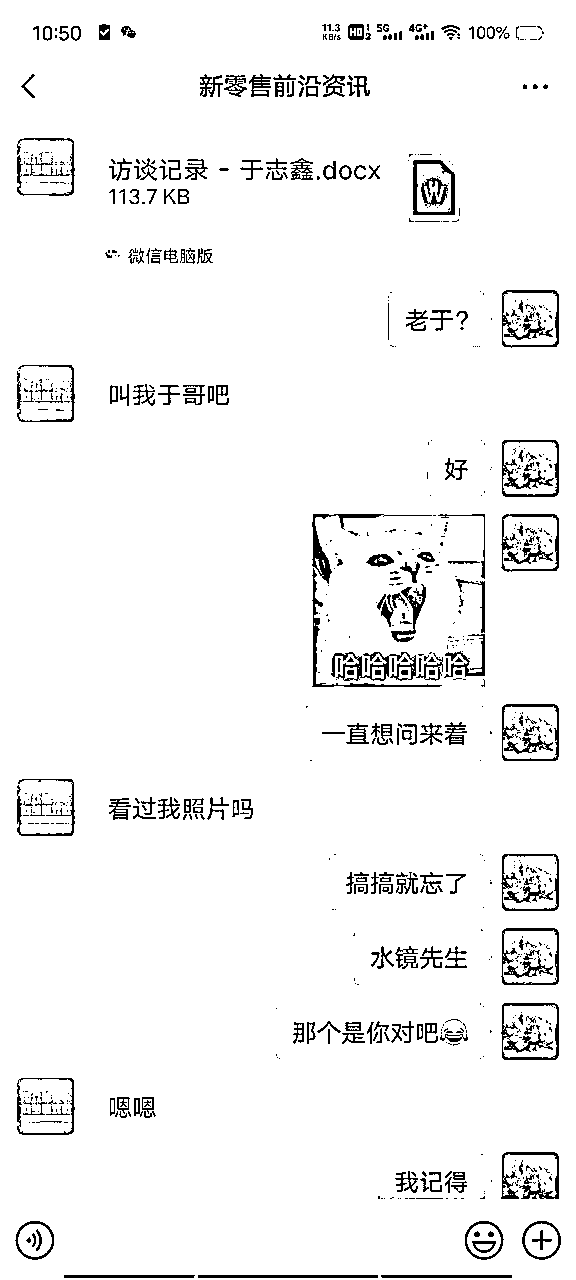 10:50 11.3 KB/s HD 1 2 5G 4G+ 100%
新零售前沿资讯
访谈记录 - 于志鑫.docx
113.7 KB
W
微信电脑版
老于?
叫我于哥吧
好
哈哈哈哈哈
一直想问来着
看过我照片吗
搞搞就忘了
水镜先生
那个是你对吧😂
嗯嗯
我记得